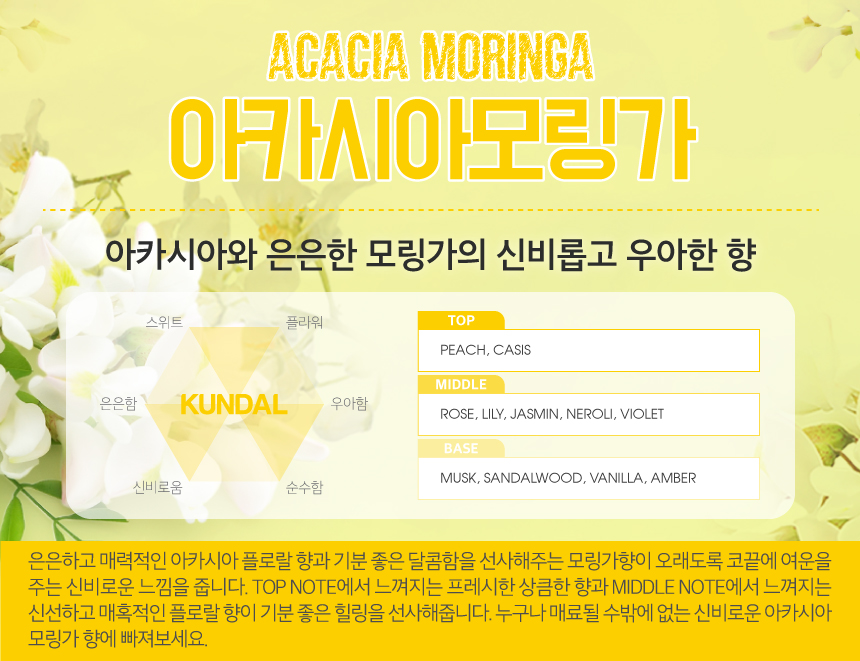 ACACIA MORINGA
아카시아모링가
아카시아와 은은한 모링가의 신비롭고 우아한 향
스위트
플라워
은은함
KUNDAL
우아함
신비로움
순수함
TOP
PEACH, CASIS
MIDDLE
ROSE, LILY, JASMIN, NEROLI, VIOLET
BASE
MUSK, SANDALWOOD, VANILLA, AMBER
은은하고 매력적인 아카시아 플로랄 향과 기분 좋은 달콤함을 선사해주는 모링가향이 오래도록 코끝에 여운을
주는 신비로운 느낌을 줍니다. TOP NOTE에서 느껴지는 프레시한 상큼한 향과 MIDDLE NOTE에서 느껴지는
신선하고 매혹적인 플로랄 향이 기분 좋은 힐링을 선사해줍니다. 누구나 매료될 수밖에 없는 신비로운 아카시아
모링가 향에 빠져보세요.